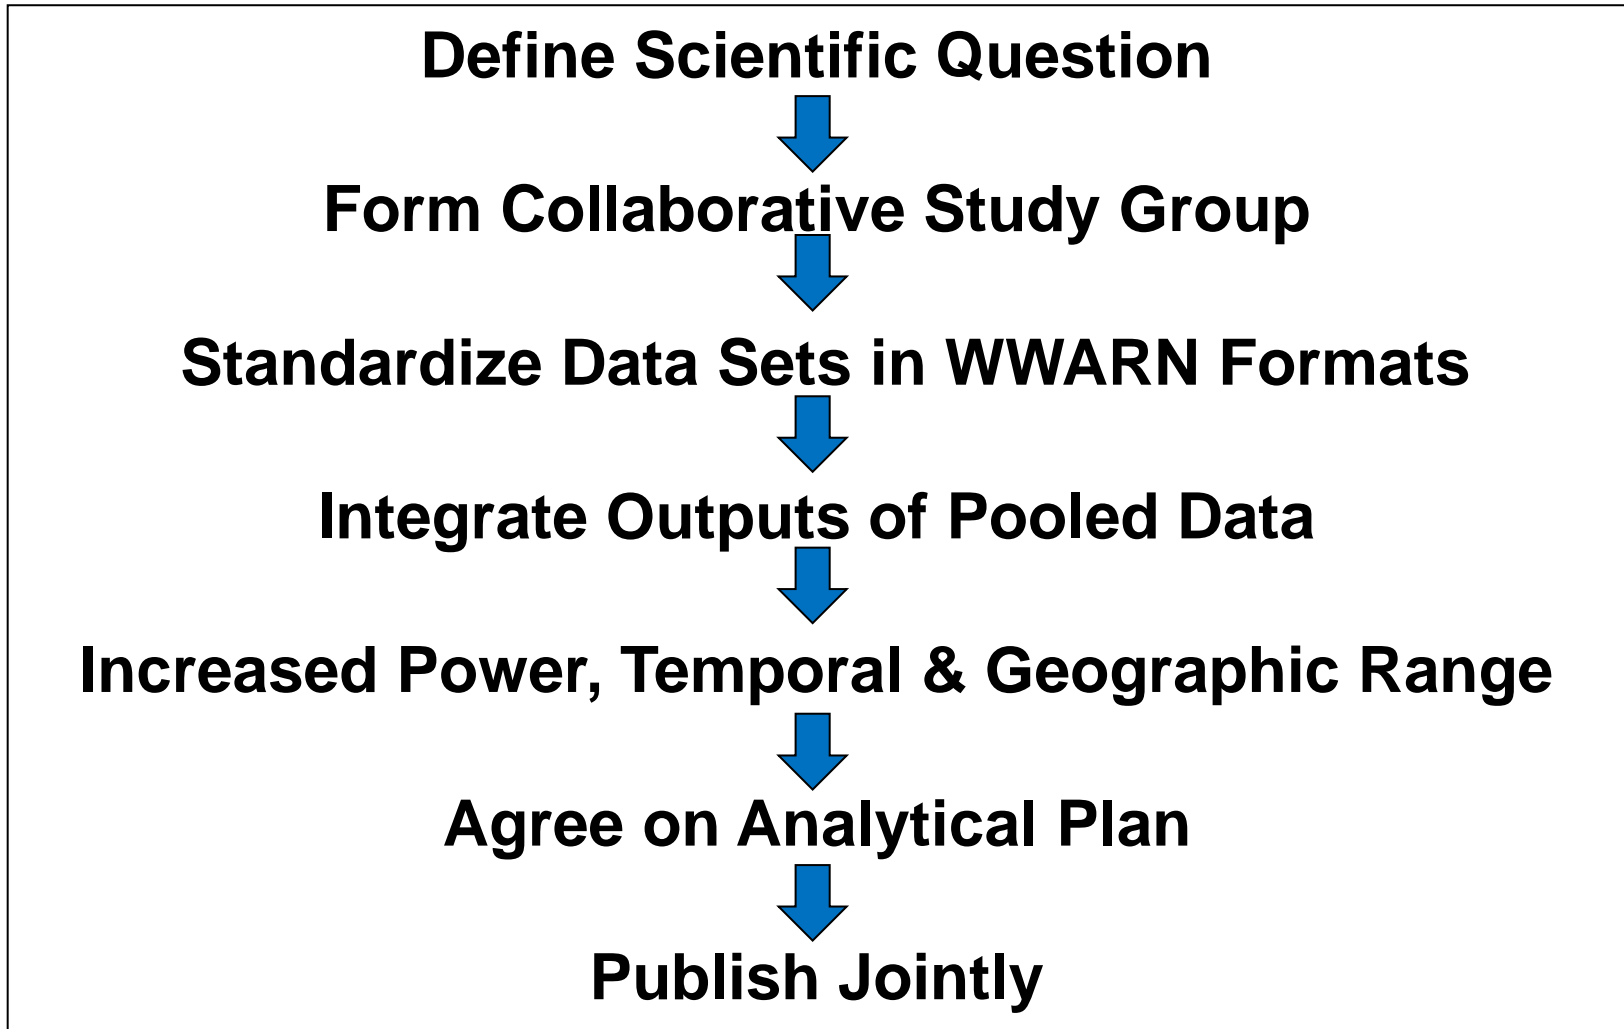 Define Scientific Question
Form Collaborative Study Group
Standardize Data Sets in WWARN Formats
Integrate Outputs of Pooled Data
Increased Power, Temporal & Geographic Range
Agree on Analytical Plan
Publish Jointly